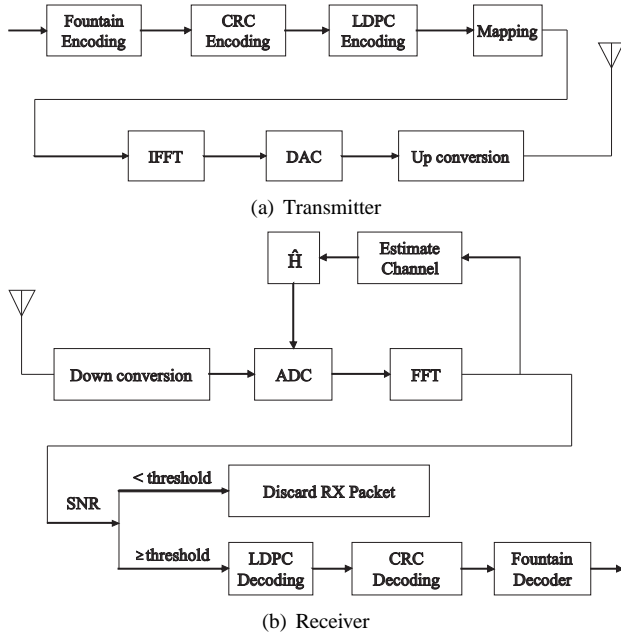 Fountain
Encoding
CRC
Encoding
LDPC
Encoding
Mapping
IFFT
DAC
Up conversion
(a) Transmitter
Ĥ
Estimate
Channel
Down conversion
ADC
FFT
SNR
< threshold
Discard RX Packet
≥threshold
LDPC
Decoding
CRC
Decoding
Fountain
Decoder
(b) Receiver